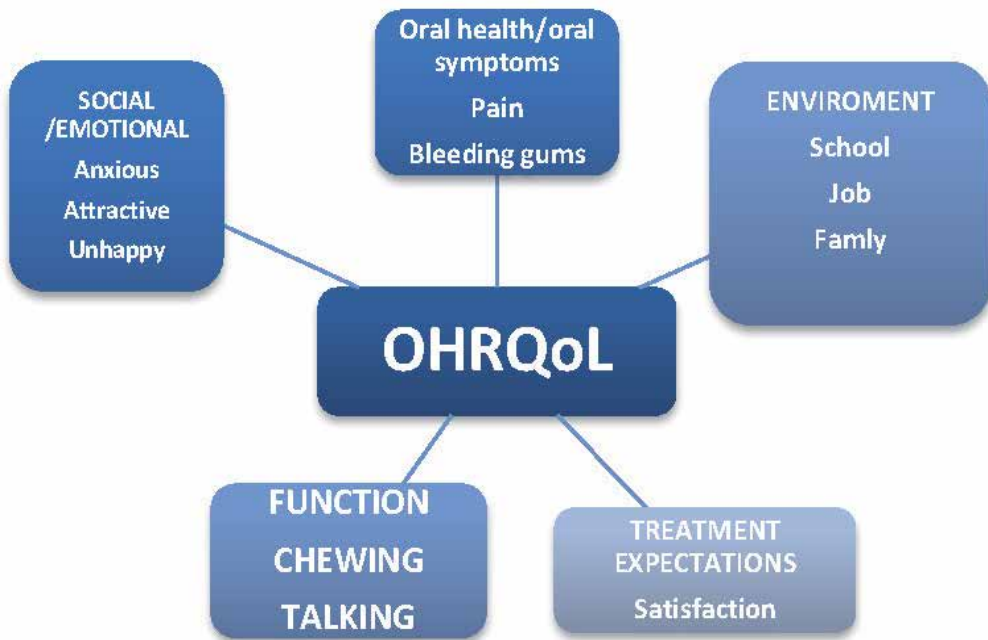 Oral health/oral
symptoms
Pain
Bleeding gums
SOCIAL
/EMOTIONAL
Anxious
Attractive
Unhappy
ENVIROMENT
School
Job
Famly
OHRQoL
FUNCTION
CHEWING
TALKING
TREATMENT
EXPECTATIONS
Satisfaction